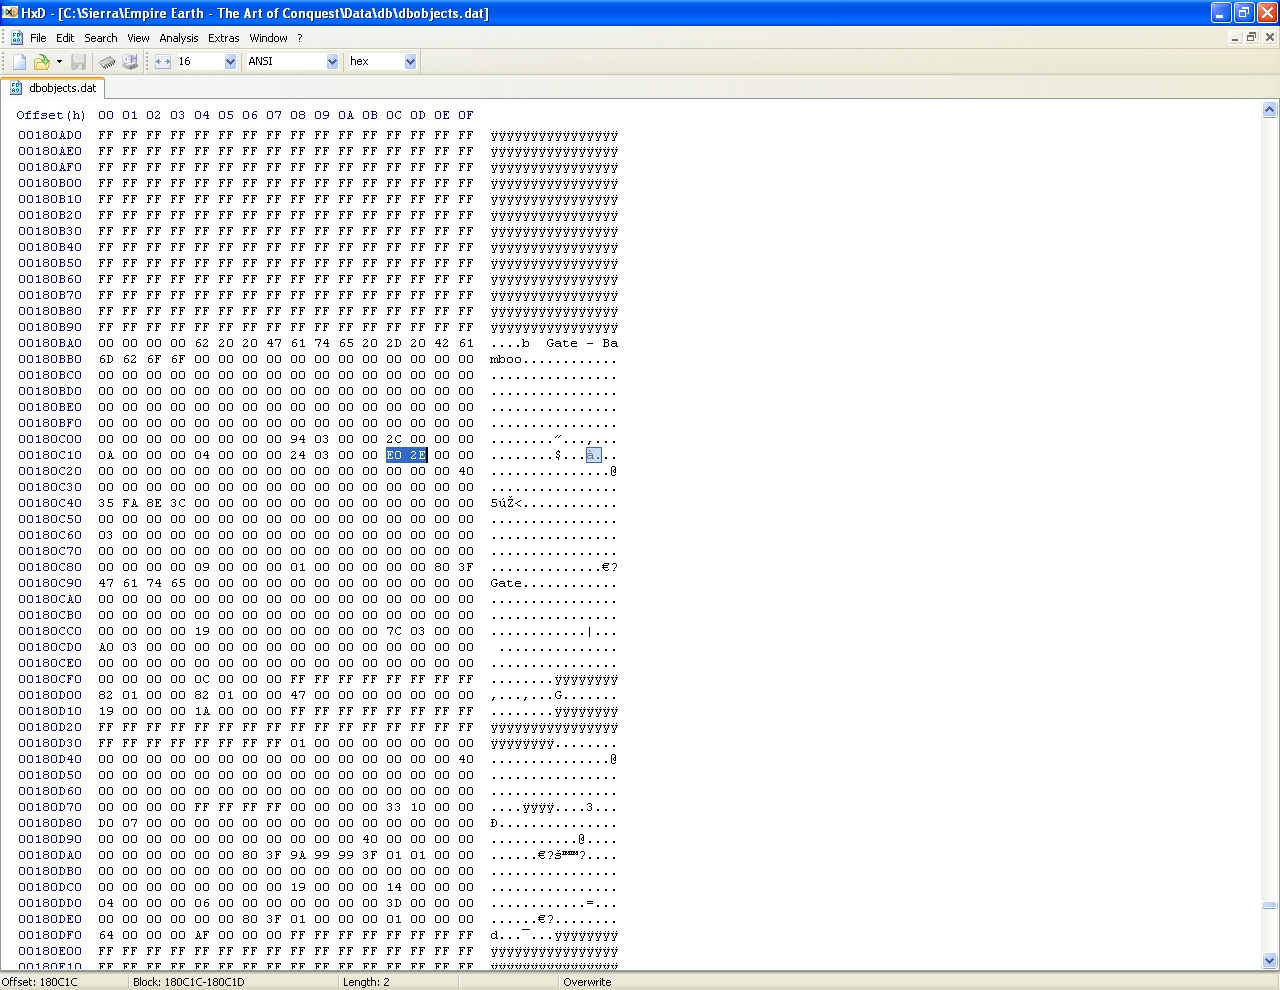 HxD - [C:\Sierra\Empire Earth - The Art of Conquest\Data\db\dbobjects.dat]
File Edit Search View Analysis Extras Window ?
16 ANSI hex
dbobjects.dat
Offset(h) 00 01 02 03 04 05 06 07 08 09 0A 0B 0C 0D 0E 0F
00180AD0 FF FF FF FF FF FF FF FF FF FF FF FF FF FF FF FF ÿÿÿÿÿÿÿÿÿÿÿÿÿÿÿÿ
00180AE0 FF FF FF FF FF FF FF FF FF FF FF FF FF FF FF FF ÿÿÿÿÿÿÿÿÿÿÿÿÿÿÿÿ
00180AF0 FF FF FF FF FF FF FF FF FF FF FF FF FF FF FF FF ÿÿÿÿÿÿÿÿÿÿÿÿÿÿÿÿ
00180B00 FF FF FF FF FF FF FF FF FF FF FF FF FF FF FF FF ÿÿÿÿÿÿÿÿÿÿÿÿÿÿÿÿ
00180B10 FF FF FF FF FF FF FF FF FF FF FF FF FF FF FF FF ÿÿÿÿÿÿÿÿÿÿÿÿÿÿÿÿ
00180B20 FF FF FF FF FF FF FF FF FF FF FF FF FF FF FF FF ÿÿÿÿÿÿÿÿÿÿÿÿÿÿÿÿ
00180B30 FF FF FF FF FF FF FF FF FF FF FF FF FF FF FF FF ÿÿÿÿÿÿÿÿÿÿÿÿÿÿÿÿ
00180B40 FF FF FF FF FF FF FF FF FF FF FF FF FF FF FF FF ÿÿÿÿÿÿÿÿÿÿÿÿÿÿÿÿ
00180B50 FF FF FF FF FF FF FF FF FF FF FF FF FF FF FF FF ÿÿÿÿÿÿÿÿÿÿÿÿÿÿÿÿ
00180B60 FF FF FF FF FF FF FF FF FF FF FF FF FF FF FF FF ÿÿÿÿÿÿÿÿÿÿÿÿÿÿÿÿ
00180B70 FF FF FF FF FF FF FF FF FF FF FF FF FF FF FF FF ÿÿÿÿÿÿÿÿÿÿÿÿÿÿÿÿ
00180B80 FF FF FF FF FF FF FF FF FF FF FF FF FF FF FF FF ÿÿÿÿÿÿÿÿÿÿÿÿÿÿÿÿ
00180B90 FF FF FF FF FF FF FF FF FF FF FF FF FF FF FF FF ÿÿÿÿÿÿÿÿÿÿÿÿÿÿÿÿ
00180BA0 00 00 00 00 62 20 20 47 61 74 65 20 2D 20 42 61 ....b  Gate - Ba
00180BB0 6D 62 6F 6F 00 00 00 00 00 00 00 00 00 00 00 00 mboo............
00180BC0 00 00 00 00 00 00 00 00 00 00 00 00 00 00 00 00 ................
00180BD0 00 00 00 00 00 00 00 00 00 00 00 00 00 00 00 00 ................
00180BE0 00 00 00 00 00 00 00 00 00 00 00 00 00 00 00 00 ................
00180BF0 00 00 00 00 00 00 00 00 00 00 00 00 00 00 00 00 ................
00180C00 00 00 00 00 00 00 00 00 94 03 00 00 2C 00 00 00 ........”...,...
00180C10 0A 00 00 00 04 00 00 00 24 03 00 00 E0 2E 00 00 ........$...à...
00180C20 00 00 00 00 00 00 00 00 00 00 00 00 00 00 00 40 ...............@
00180C30 00 00 00 00 00 00 00 00 00 00 00 00 00 00 00 00 ................
00180C40 35 FA 8E 3C 00 00 00 00 00 00 00 00 00 00 00 00 5úŽ<............
00180C50 00 00 00 00 00 00 00 00 00 00 00 00 00 00 00 00 ................
00180C60 03 00 00 00 00 00 00 00 00 00 00 00 00 00 00 00 ................
00180C70 00 00 00 00 00 00 00 00 00 00 00 00 00 00 00 00 ................
00180C80 00 00 00 00 09 00 00 00 01 00 00 00 00 00 80 3F ..............€?
00180C90 47 61 74 65 00 00 00 00 00 00 00 00 00 00 00 00 Gate............
00180CA0 00 00 00 00 00 00 00 00 00 00 00 00 00 00 00 00 ................
00180CB0 00 00 00 00 00 00 00 00 00 00 00 00 00 00 00 00 ................
00180CC0 00 00 00 00 19 00 00 00 00 00 00 00 7C 03 00 00 ............|...
00180CD0 A0 03 00 00 00 00 00 00 00 00 00 00 00 00 00 00  ...............
00180CE0 00 00 00 00 00 00 00 00 00 00 00 00 00 00 00 00 ................
00180CF0 00 00 00 00 0C 00 00 00 FF FF FF FF FF FF FF FF ........ÿÿÿÿÿÿÿÿ
00180D00 82 01 00 00 82 01 00 00 47 00 00 00 00 00 00 00 ‚...‚...G.......
00180D10 19 00 00 00 1A 00 00 00 FF FF FF FF FF FF FF FF ........ÿÿÿÿÿÿÿÿ
00180D20 FF FF FF FF FF FF FF FF FF FF FF FF FF FF FF FF ÿÿÿÿÿÿÿÿÿÿÿÿÿÿÿÿ
00180D30 FF FF FF FF FF FF FF FF 01 00 00 00 00 00 00 00 ÿÿÿÿÿÿÿÿ........
00180D40 00 00 00 00 00 00 00 00 00 00 00 00 00 00 00 40 ...............@
00180D50 00 00 00 00 00 00 00 00 00 00 00 00 00 00 00 00 ................
00180D60 00 00 00 00 00 00 00 00 00 00 00 00 00 00 00 00 ................
00180D70 00 00 00 00 FF FF FF FF 00 00 00 00 33 10 00 00 ....ÿÿÿÿ....3...
00180D80 D0 07 00 00 00 00 00 00 00 00 00 00 00 00 00 00 Ð...............
00180D90 00 00 00 00 00 00 00 00 00 00 00 40 00 00 00 00 ...........@....
00180DA0 00 00 00 00 00 00 80 3F 9A 99 99 3F 01 01 00 00 ......€?š™™?....
00180DB0 00 00 00 00 00 00 00 00 00 00 00 00 00 00 00 00 ................
00180DC0 00 00 00 00 00 00 00 00 19 00 00 00 14 00 00 00 ................
00180DD0 04 00 00 00 06 00 00 00 00 00 00 00 3D 00 00 00 ............=...
00180DE0 00 00 00 00 00 00 80 3F 01 00 00 00 01 00 00 00 ......€?........
00180DF0 64 00 00 00 AF 00 00 00 FF FF FF FF FF FF FF FF d...¯...ÿÿÿÿÿÿÿÿ
00180E00 FF FF FF FF FF FF FF FF FF FF FF FF FF FF FF FF ÿÿÿÿÿÿÿÿÿÿÿÿÿÿÿÿ
00180E10 FF FF FF FF FF FF FF FF FF FF FF FF FF FF FF FF ÿÿÿÿÿÿÿÿÿÿÿÿÿÿÿÿ
Offset: 180C1C Block: 180C1C-180C1D Length: 2 Overwrite